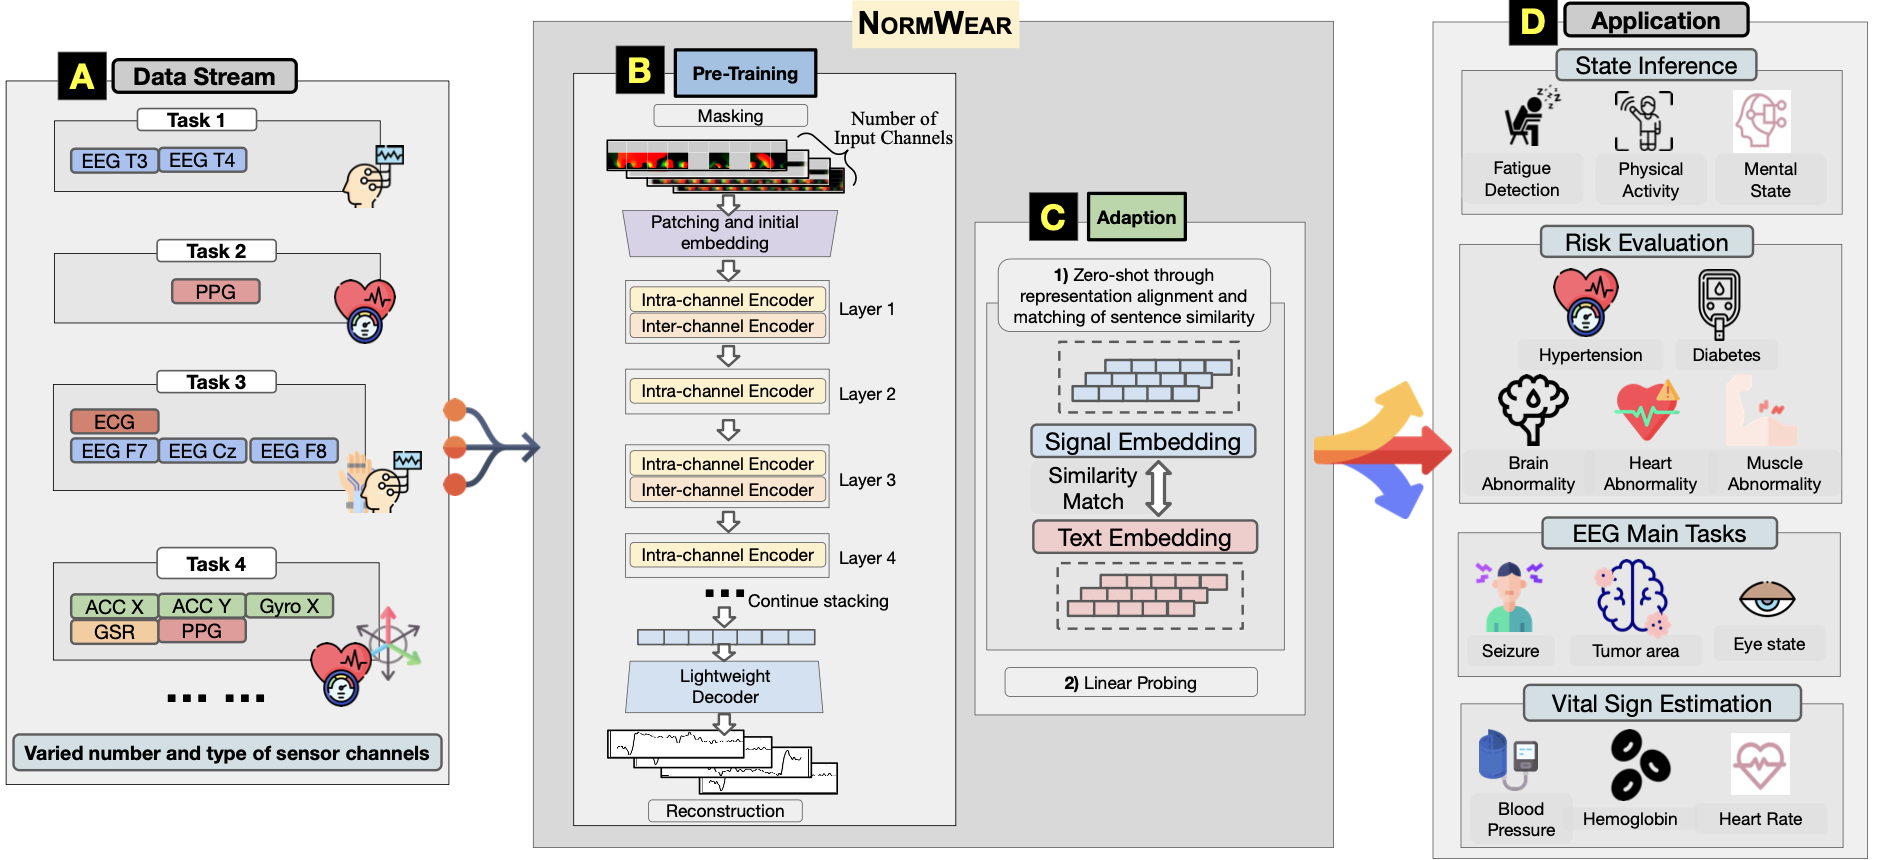 NORMWEAR
A
Data Stream
Task 1
EEG T3
EEG T4
Task 2
PPG
Task 3
ECG
EEG F7
EEG Cz
EEG F8
Task 4
ACC X
ACC Y
Gyro X
GSR
PPG
... ...
Varied number and type of sensor channels
B
Pre-Training
Masking
Number of
Input Channels
Patching and initial
embedding
Intra-channel Encoder
Inter-channel Encoder
Layer 1
Intra-channel Encoder
Layer 2
Intra-channel Encoder
Inter-channel Encoder
Layer 3
Intra-channel Encoder
Layer 4
... Continue stacking
Lightweight
Decoder
Reconstruction
C
Adaption
1) Zero-shot through
representation alignment and
matching of sentence similarity
Signal Embedding
Similarity
Match
Text Embedding
2) Linear Probing
D
Application
State Inference
Fatigue
Detection
Physical
Activity
Mental
State
Risk Evaluation
Hypertension
Diabetes
Brain
Abnormality
Heart
Abnormality
Muscle
Abnormality
EEG Main Tasks
Seizure
Tumor area
Eye state
Vital Sign Estimation
Blood
Pressure
Hemoglobin
Heart Rate